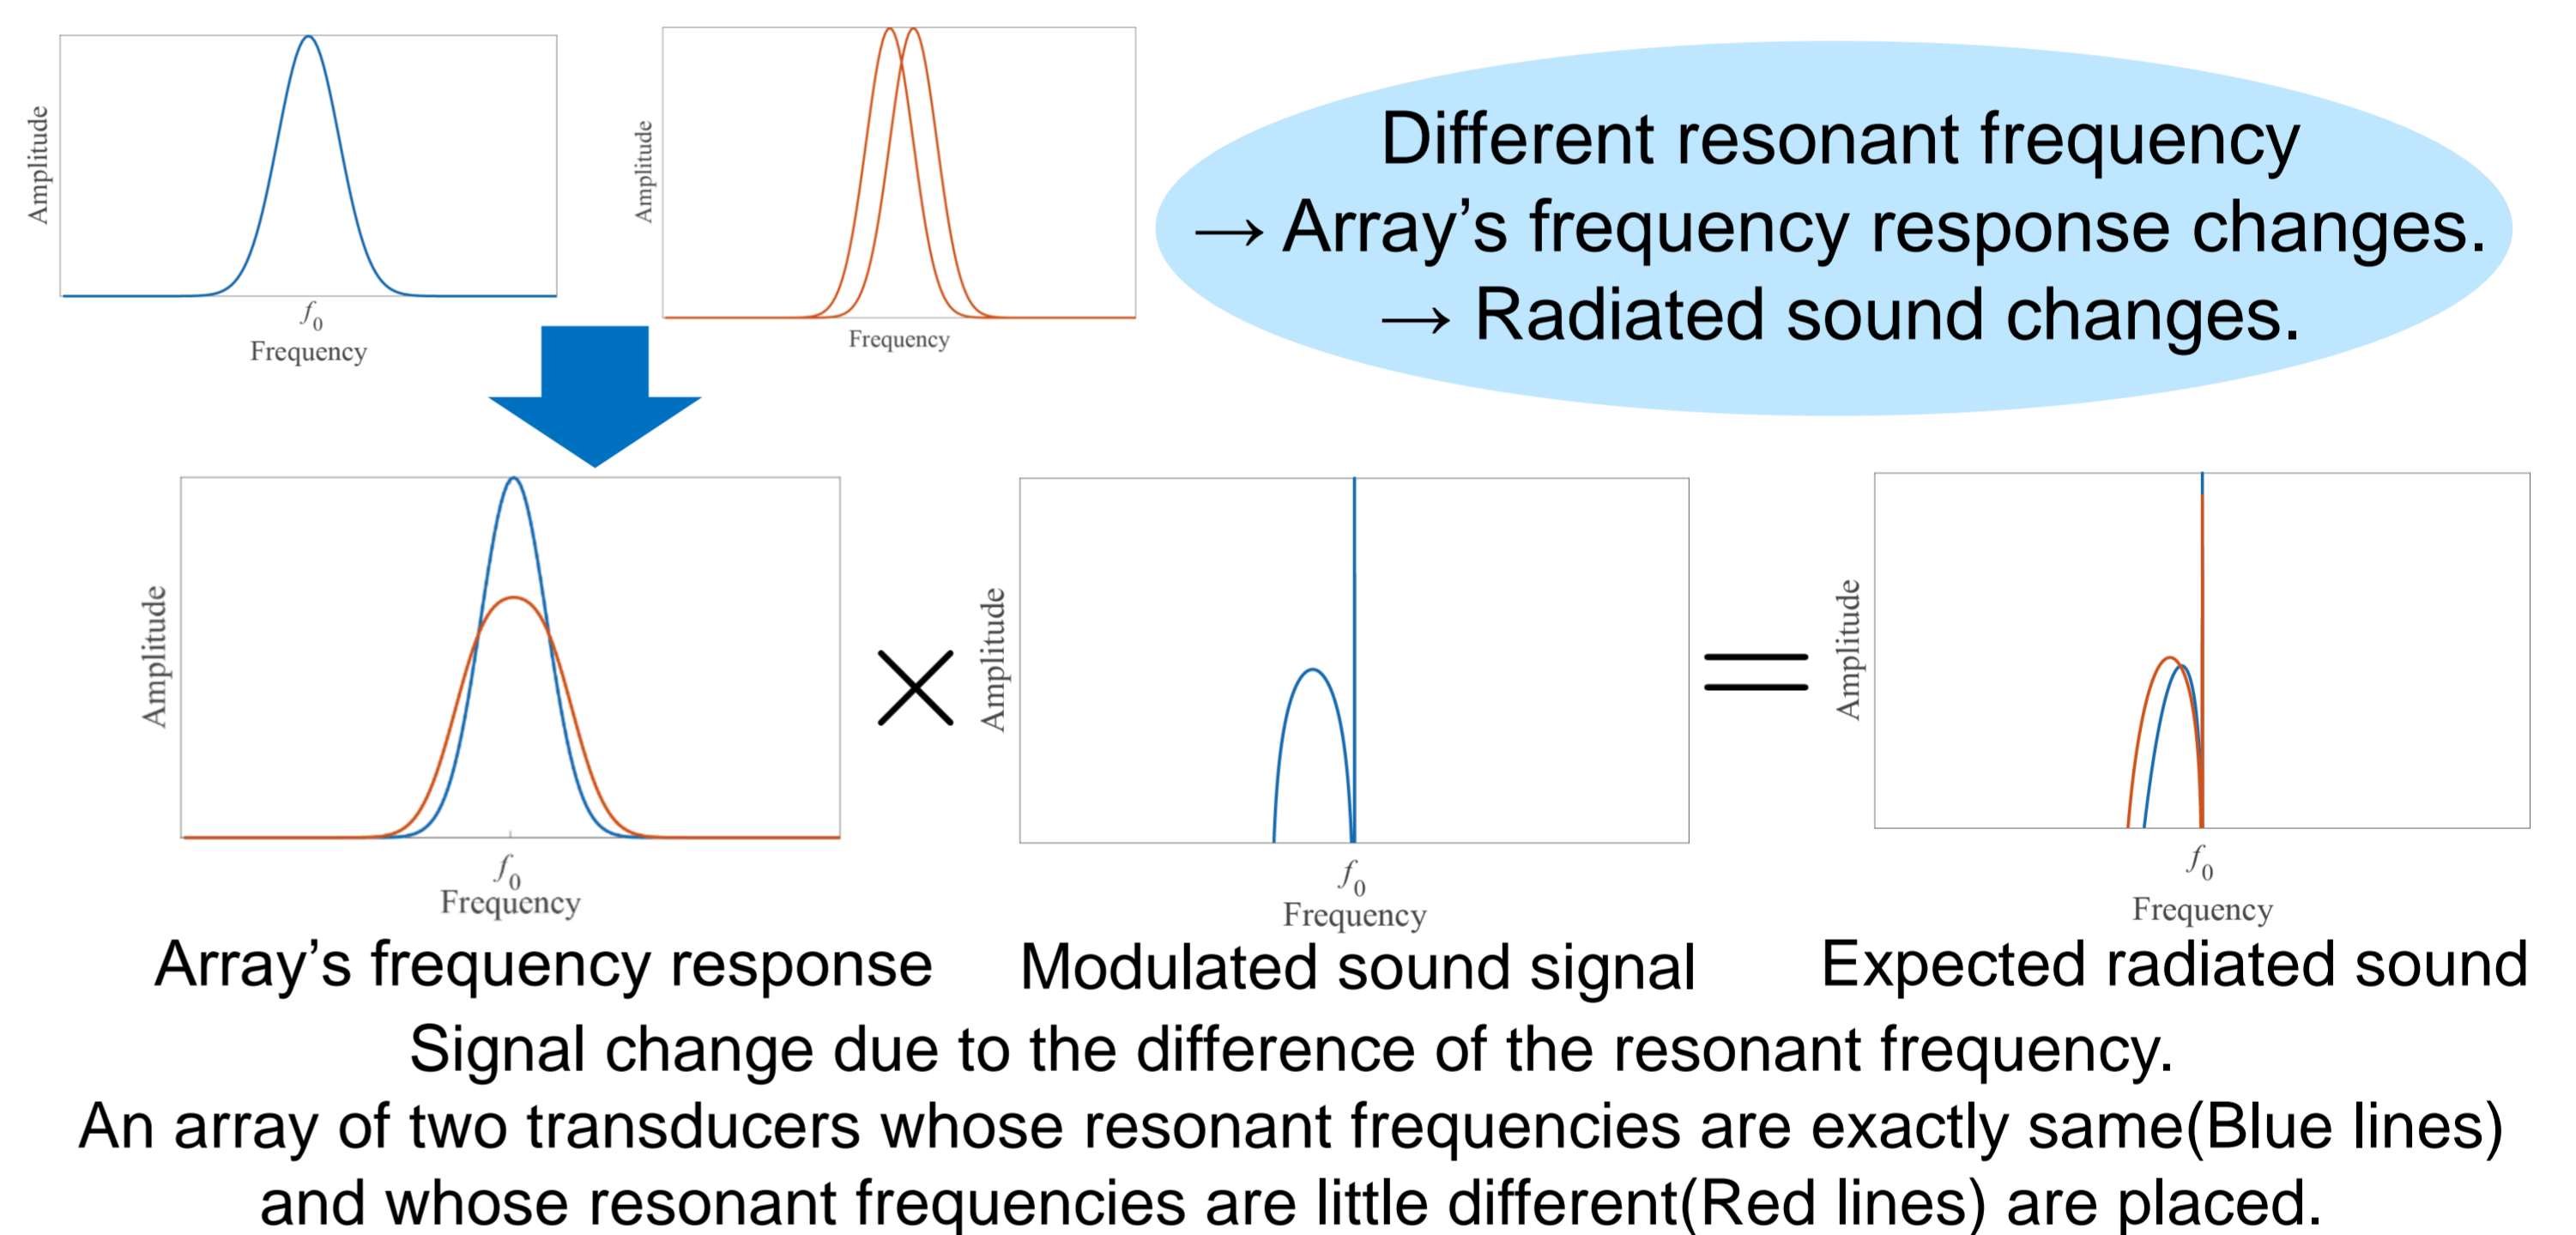 Amplitude
f0
Frequency
Amplitude
Frequency
Different resonant frequency
→ Array’s frequency response changes.
→ Radiated sound changes.
Amplitude
f0
Frequency
Array’s frequency response
×
Amplitude
f0
Frequency
Modulated sound signal
=
Amplitude
f0
Frequency
Expected radiated sound
Signal change due to the difference of the resonant frequency.
An array of two transducers whose resonant frequencies are exactly same(Blue lines)
and whose resonant frequencies are little different(Red lines) are placed.